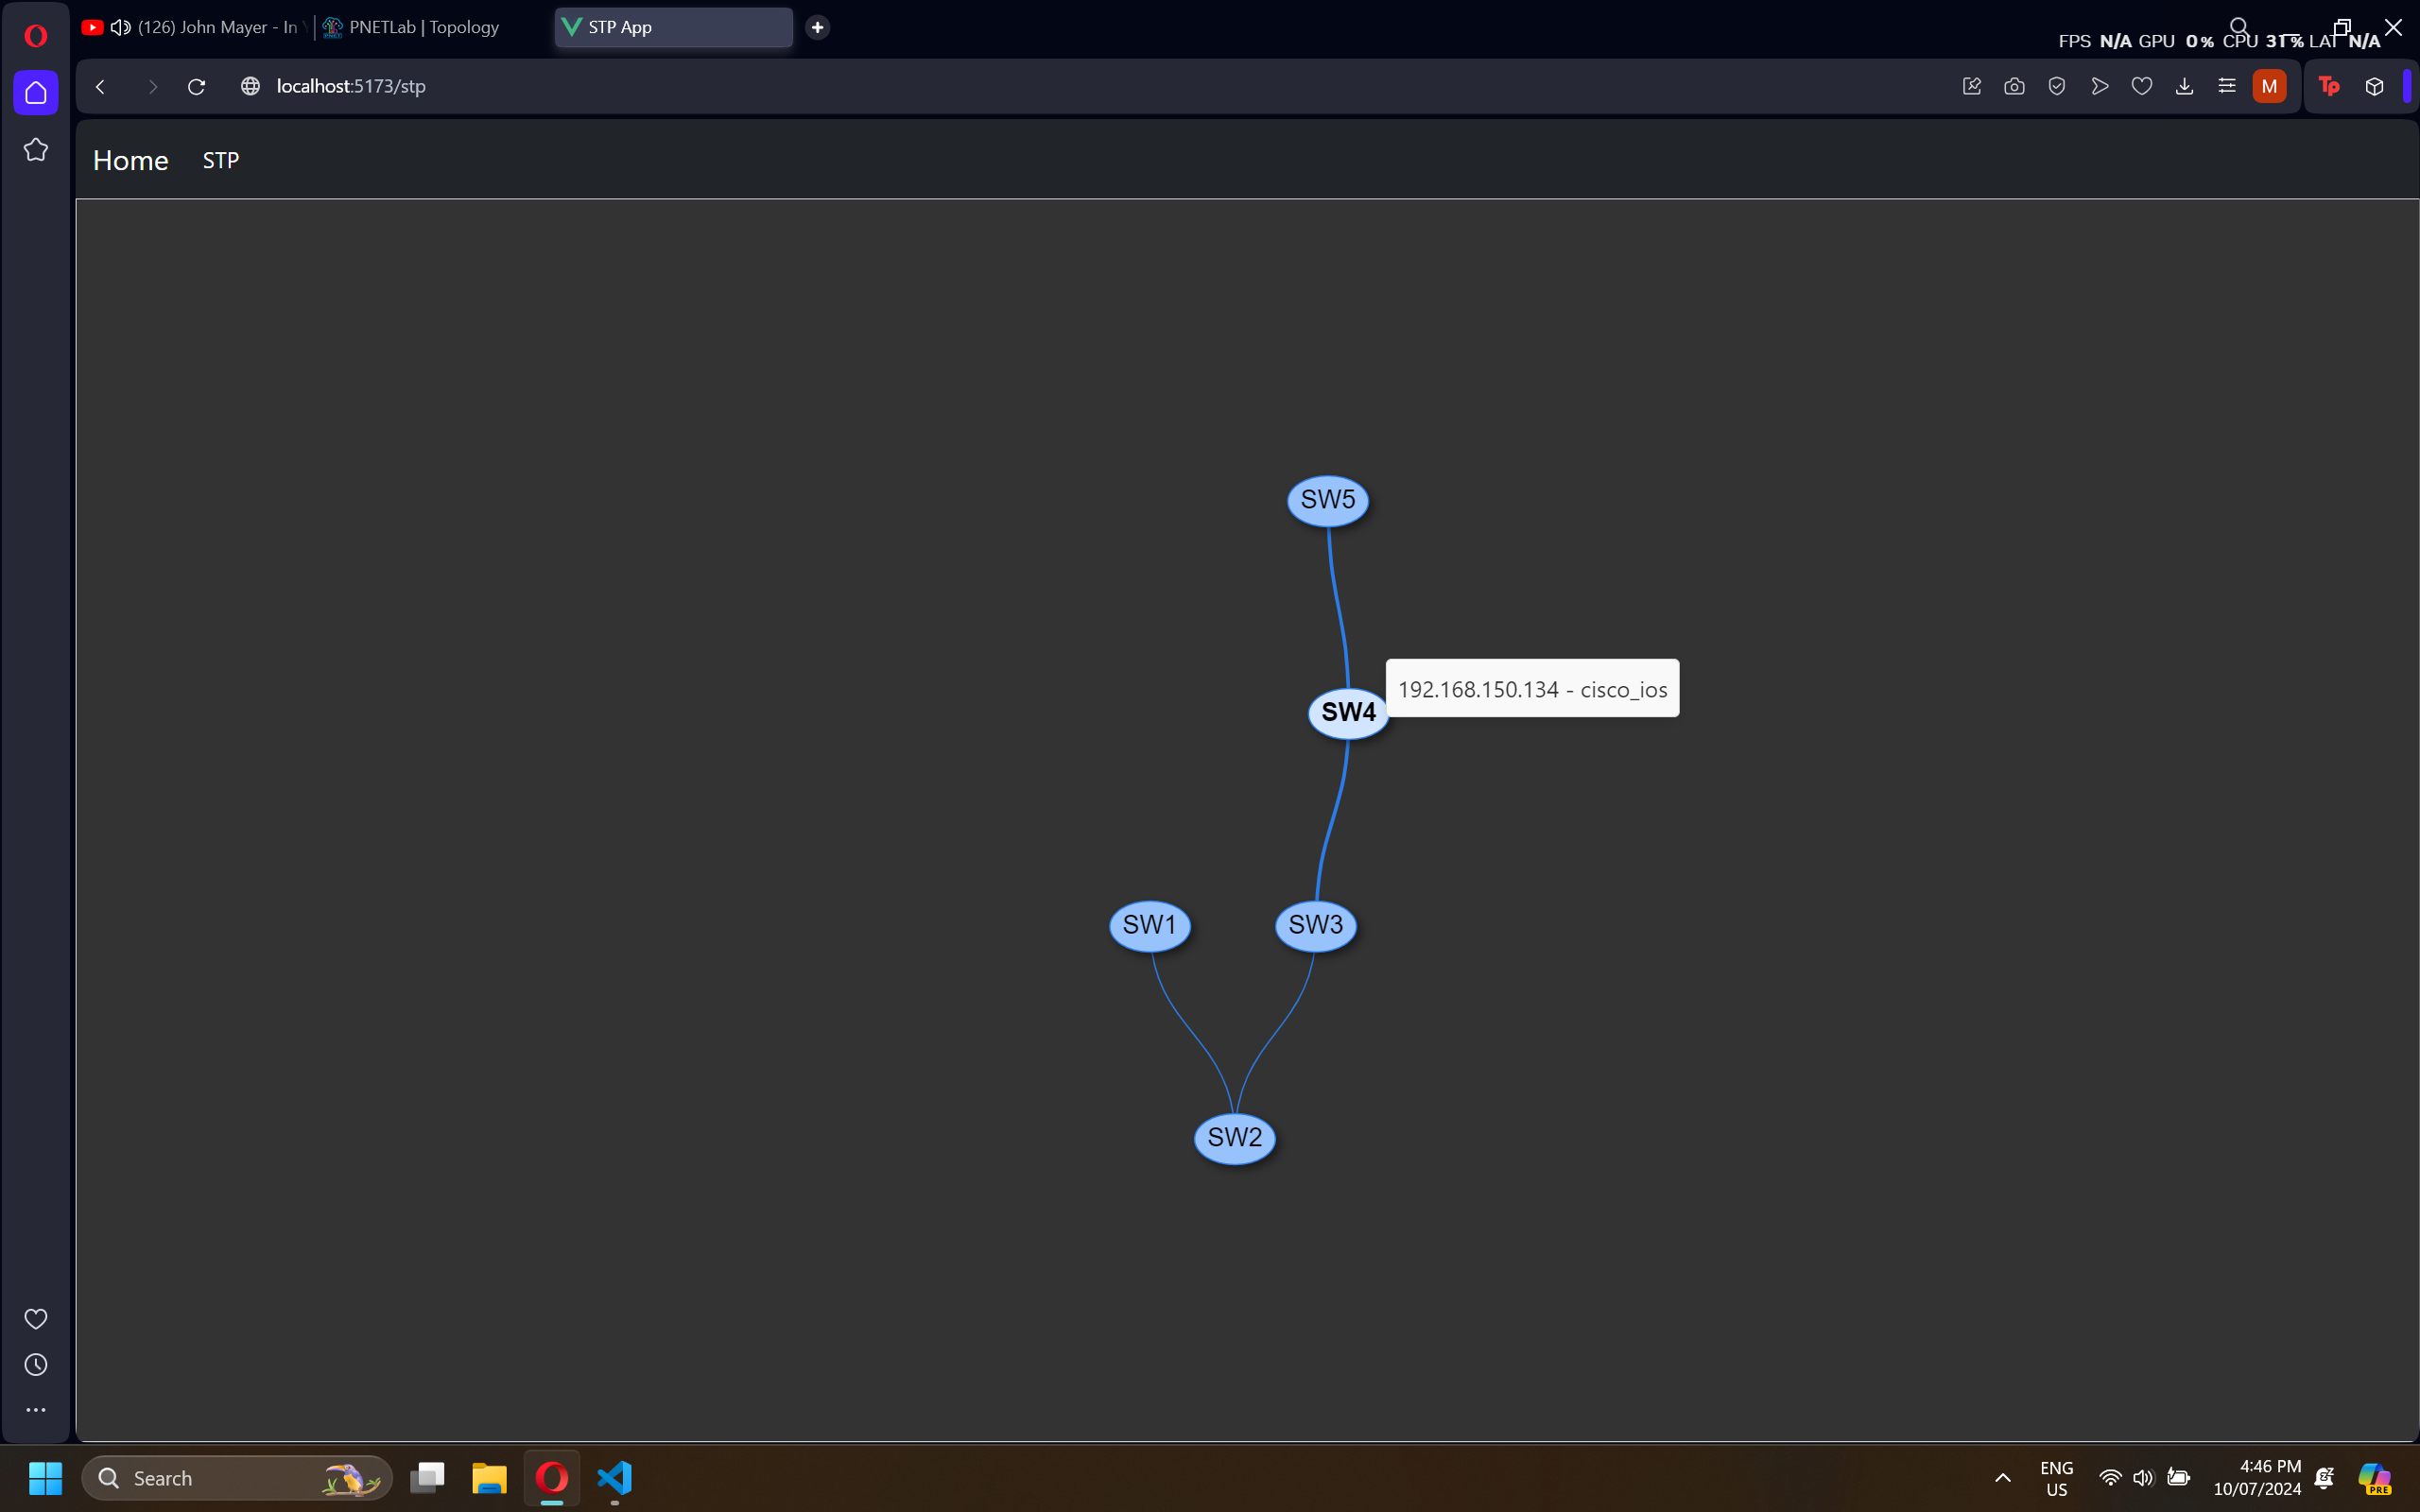 (126) John Mayer - In
PNETLab | Topology
STP App
FPS N/A GPU 0% CPU 31% LAT N/A
localhost:5173/stp
M
Tp
Home
STP
SW5
192.168.150.134 - cisco_ios
SW4
SW1
SW3
SW2
Search
ENG
US
4:46 PM
10/07/2024
PRE